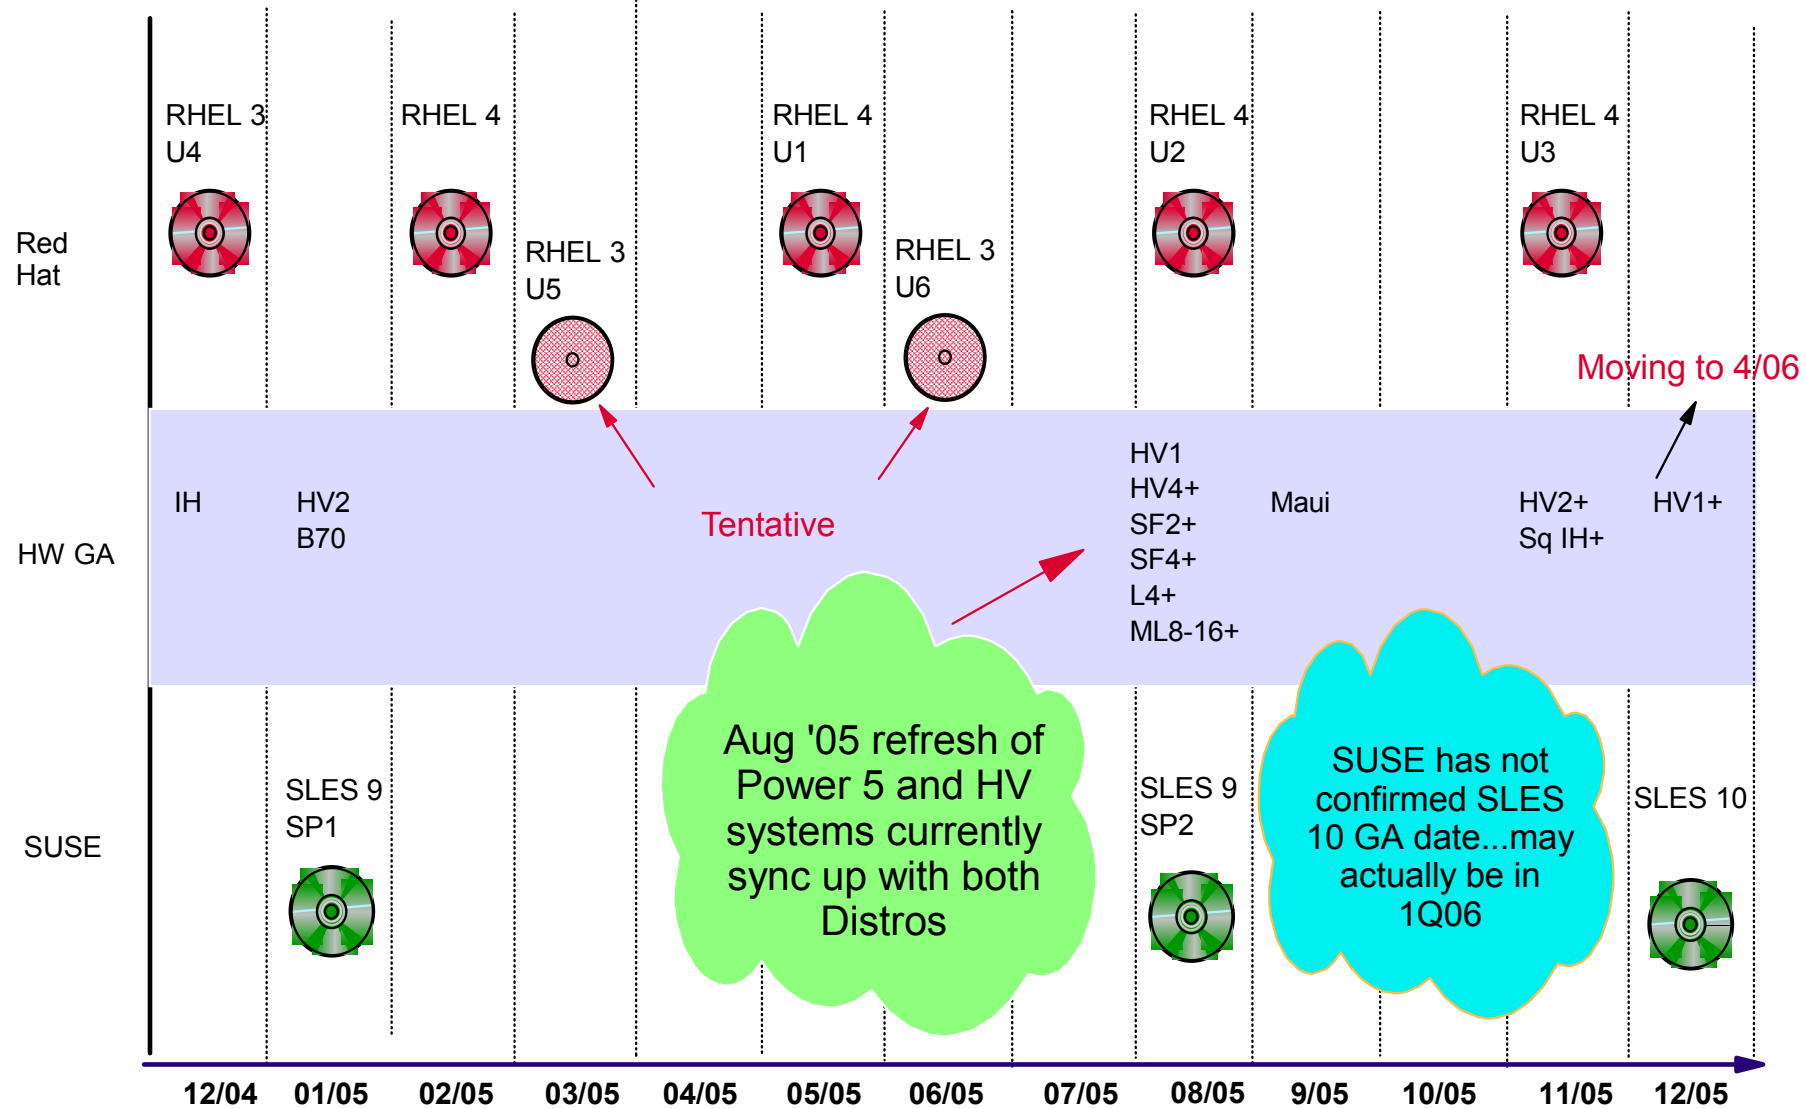 RHEL 3
U4
RHEL 4
RHEL 4
U1
RHEL 4
U2
RHEL 4
U3
Red
Hat
RHEL 3
U5
RHEL 3
U6
Moving to 4/06
HW GA
IH
HV2
B70
Tentative
HV1
HV4+
SF2+
SF4+
L4+
ML8-16+
Maui
HV2+
Sq IH+
HV1+
SUSE
SLES 9
SP1
Aug '05 refresh of
Power 5 and HV
systems currently
sync up with both
Distros
SLES 9
SP2
SUSE has not
confirmed SLES
10 GA date...may
actually be in
1Q06
SLES 10
12/04
01/05
02/05
03/05
04/05
05/05
06/05
07/05
08/05
9/05
10/05
11/05
12/05